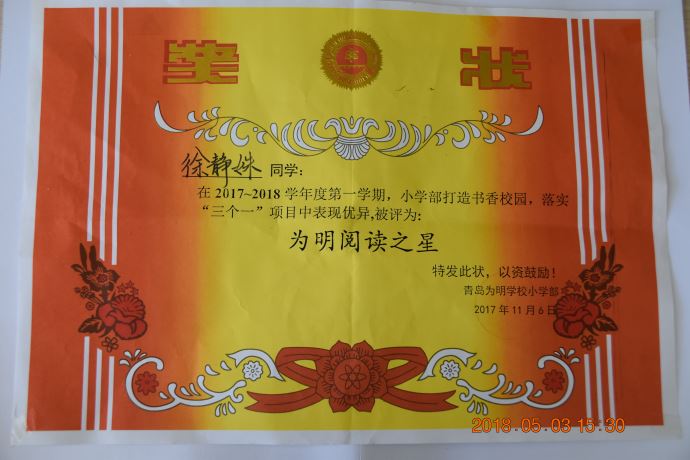 奖状
徐静姝 同学：
在 2017~2018 学年度第一学期，小学部打造书香校园，落实
“三个一”项目中表现优异,被评为:
为明阅读之星
特发此状，以资鼓励！
青岛为明学校小学部
2017 年 11 月 6 日
2018. 05. 03 15:30